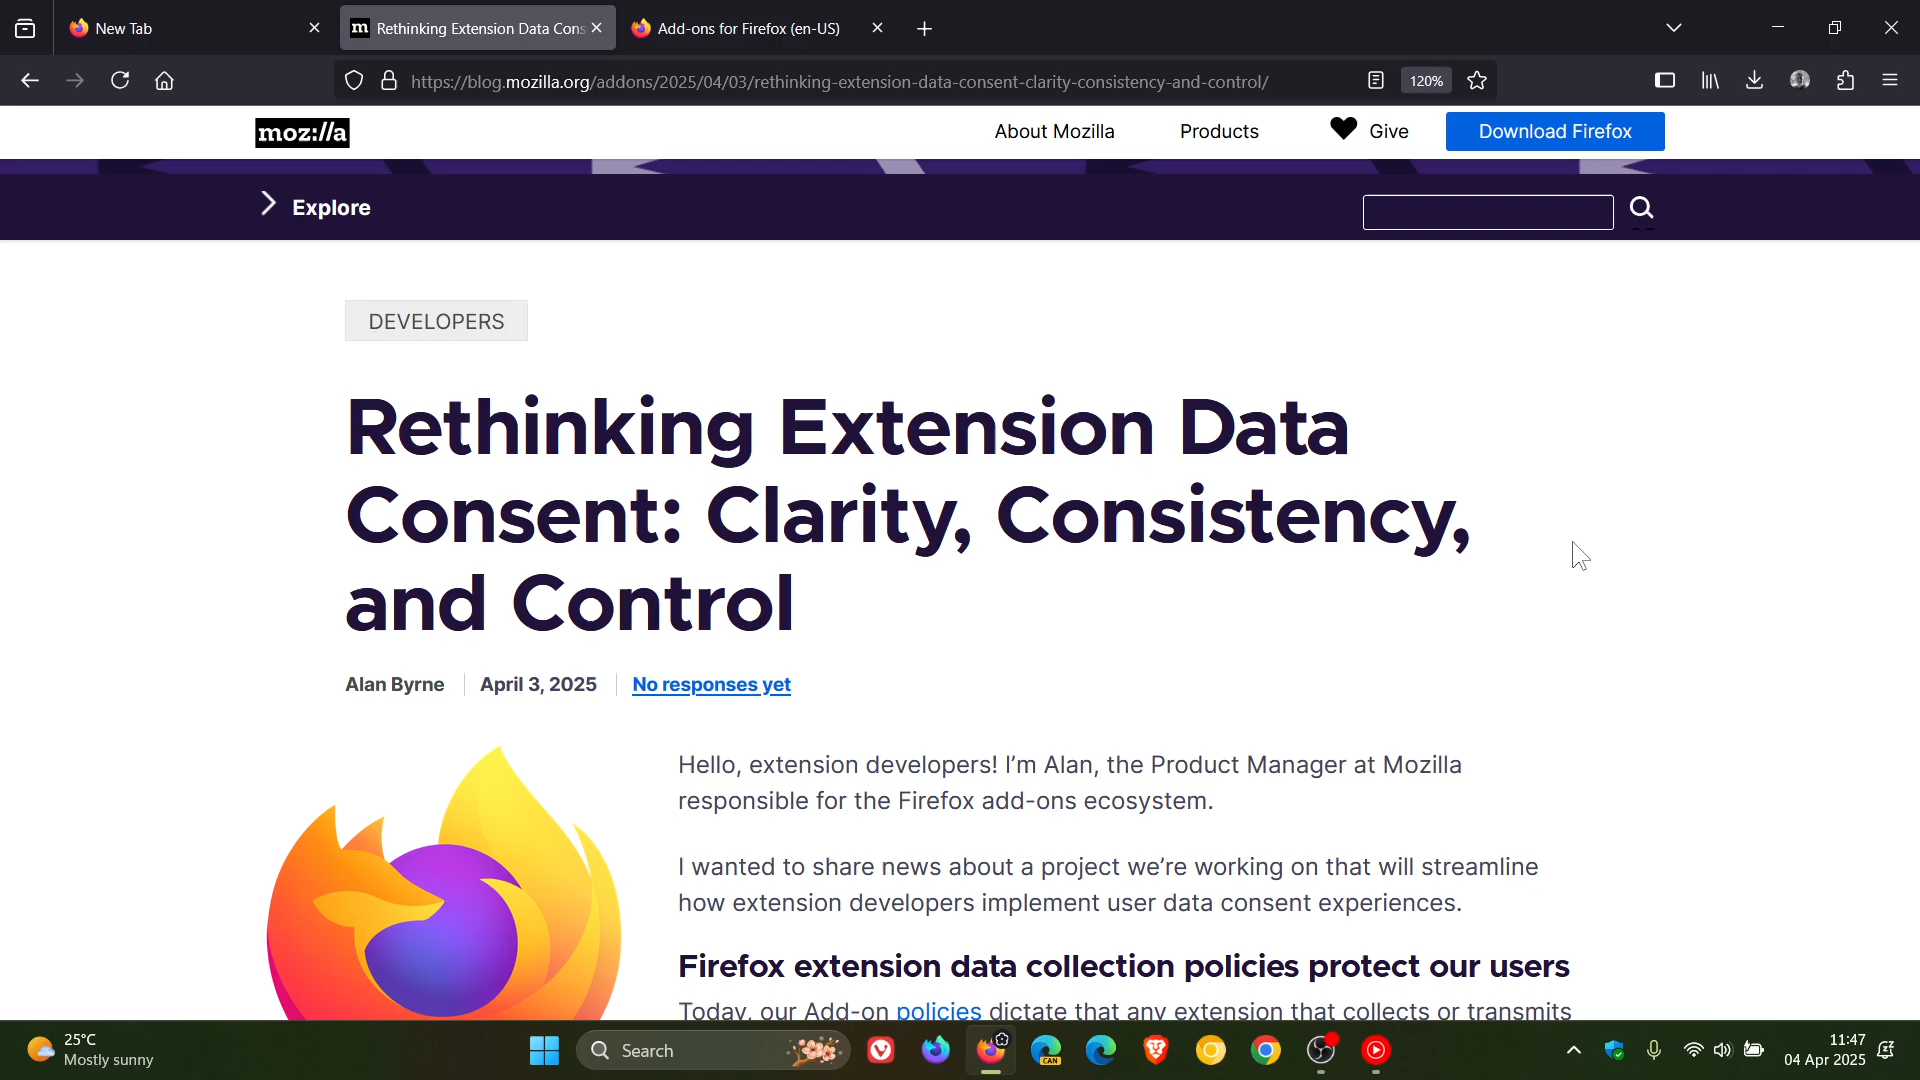 New Tab
Rethinking Extension Data Cons
Add-ons for Firefox (en-US)
https://blog.mozilla.org/addons/2025/04/03/rethinking-extension-data-consent-clarity-consistency-and-control/
120%
moz://a
About Mozilla
Products
Give
Download Firefox
Explore
DEVELOPERS
Rethinking Extension Data
Consent: Clarity, Consistency,
and Control
Alan Byrne
April 3, 2025
No responses yet
Hello, extension developers! I’m Alan, the Product Manager at Mozilla
responsible for the Firefox add-ons ecosystem.
I wanted to share news about a project we’re working on that will streamline
how extension developers implement user data consent experiences.
Firefox extension data collection policies protect our users
Today, our Add-on policies dictate that any extension that collects or transmits
25°C
Mostly sunny
Search
CAN
11:47
04 Apr 2025